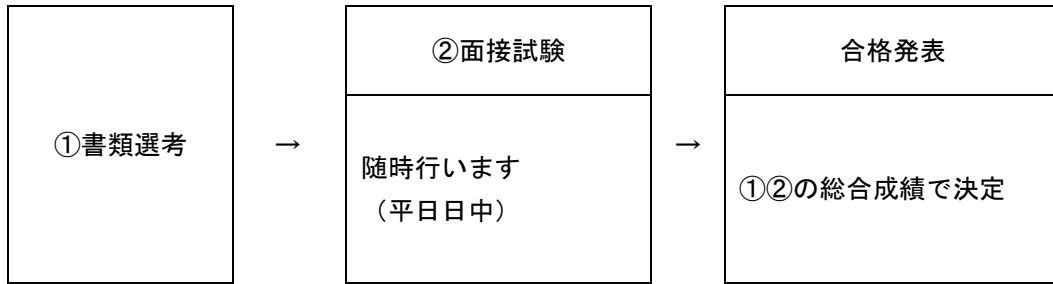 ①書類選考
→
②面接試験
随時行います
（平日日中）
→
合格発表
①②の総合成績で決定